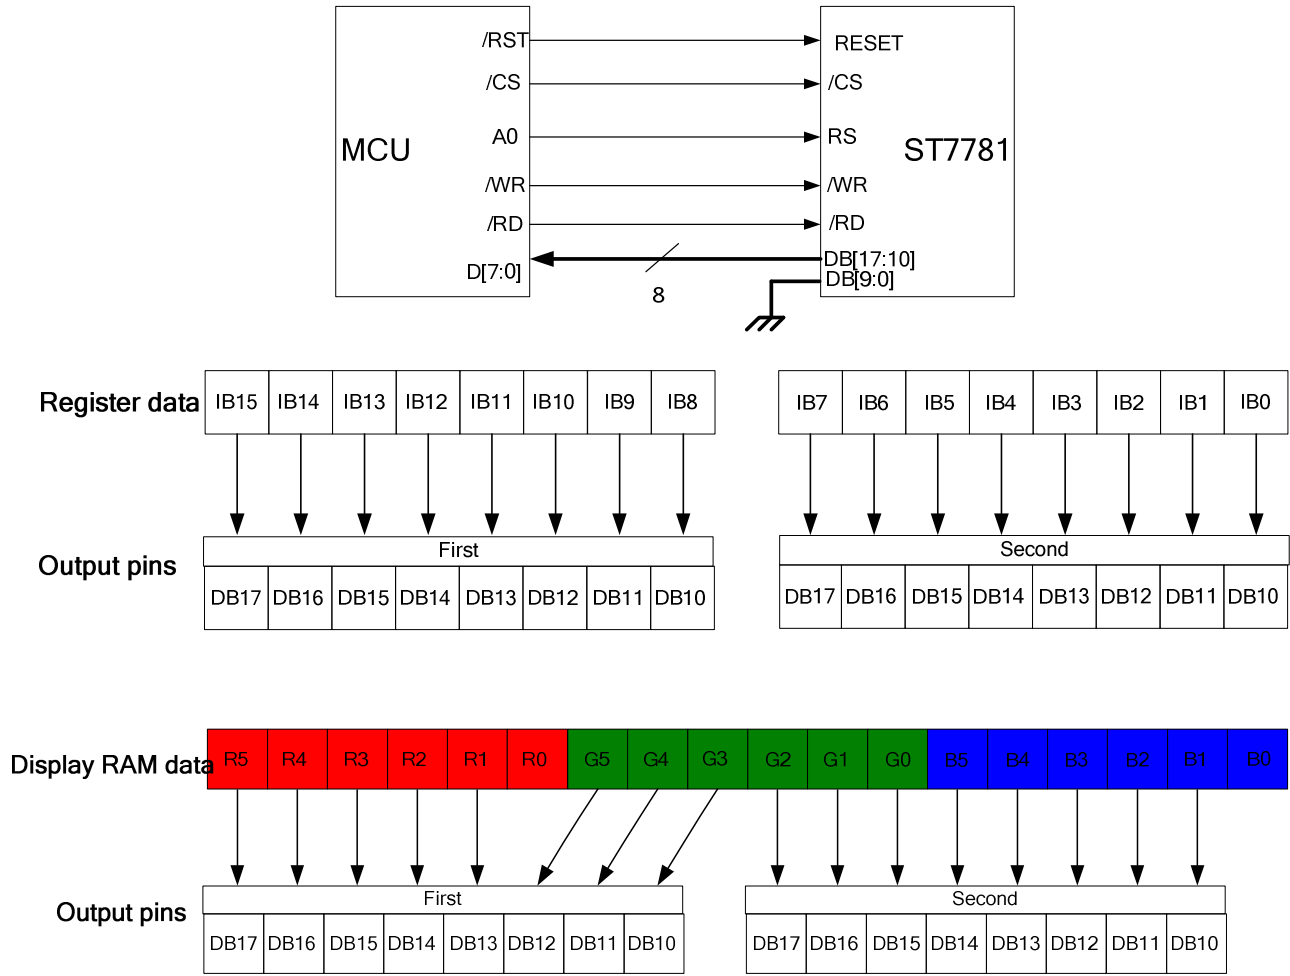 /RST RESET
/CS /CS
MCU A0 RS ST7781
/WR /WR
/RD /RD
D[7:0] DB[17:10]
DB[9:0]
8
Register data IB15 IB14 IB13 IB12 IB11 IB10 IB9 IB8 IB7 IB6 IB5 IB4 IB3 IB2 IB1 IB0
First Second
Output pins
DB17 DB16 DB15 DB14 DB13 DB12 DB11 DB10 DB17 DB16 DB15 DB14 DB13 DB12 DB11 DB10
Display RAM data R5 R4 R3 R2 R1 R0 G5 G4 G3 G2 G1 G0 B5 B4 B3 B2 B1 B0
First Second
Output pins
DB17 DB16 DB15 DB14 DB13 DB12 DB11 DB10 DB17 DB16 DB15 DB14 DB13 DB12 DB11 DB10